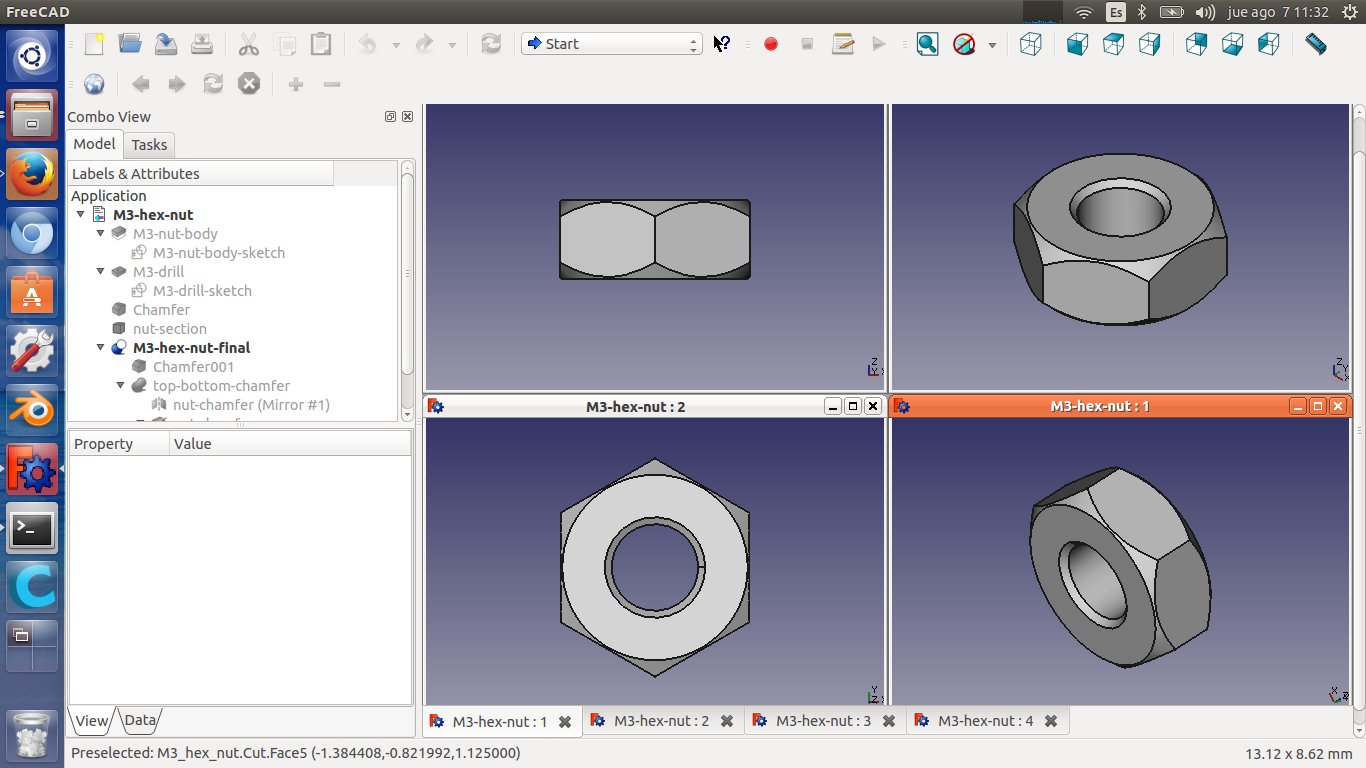 FreeCAD
Es
jue ago 7 11:32
Start
Combo View
Model
Tasks
Labels & Attributes
Application
M3-hex-nut
M3-nut-body
M3-nut-body-sketch
M3-drill
M3-drill-sketch
Chamfer
nut-section
M3-hex-nut-final
Chamfer001
top-bottom-chamfer
nut-chamfer (Mirror #1)
Property Value
View
Data
Z
Y
X
M3-hex-nut : 2
M3-hex-nut : 1
M3-hex-nut : 1
M3-hex-nut : 2
M3-hex-nut : 3
M3-hex-nut : 4
Preselected: M3_hex_nut.Cut.Face5 (-1.384408,-0.821992,1.125000)
13.12 x 8.62 mm